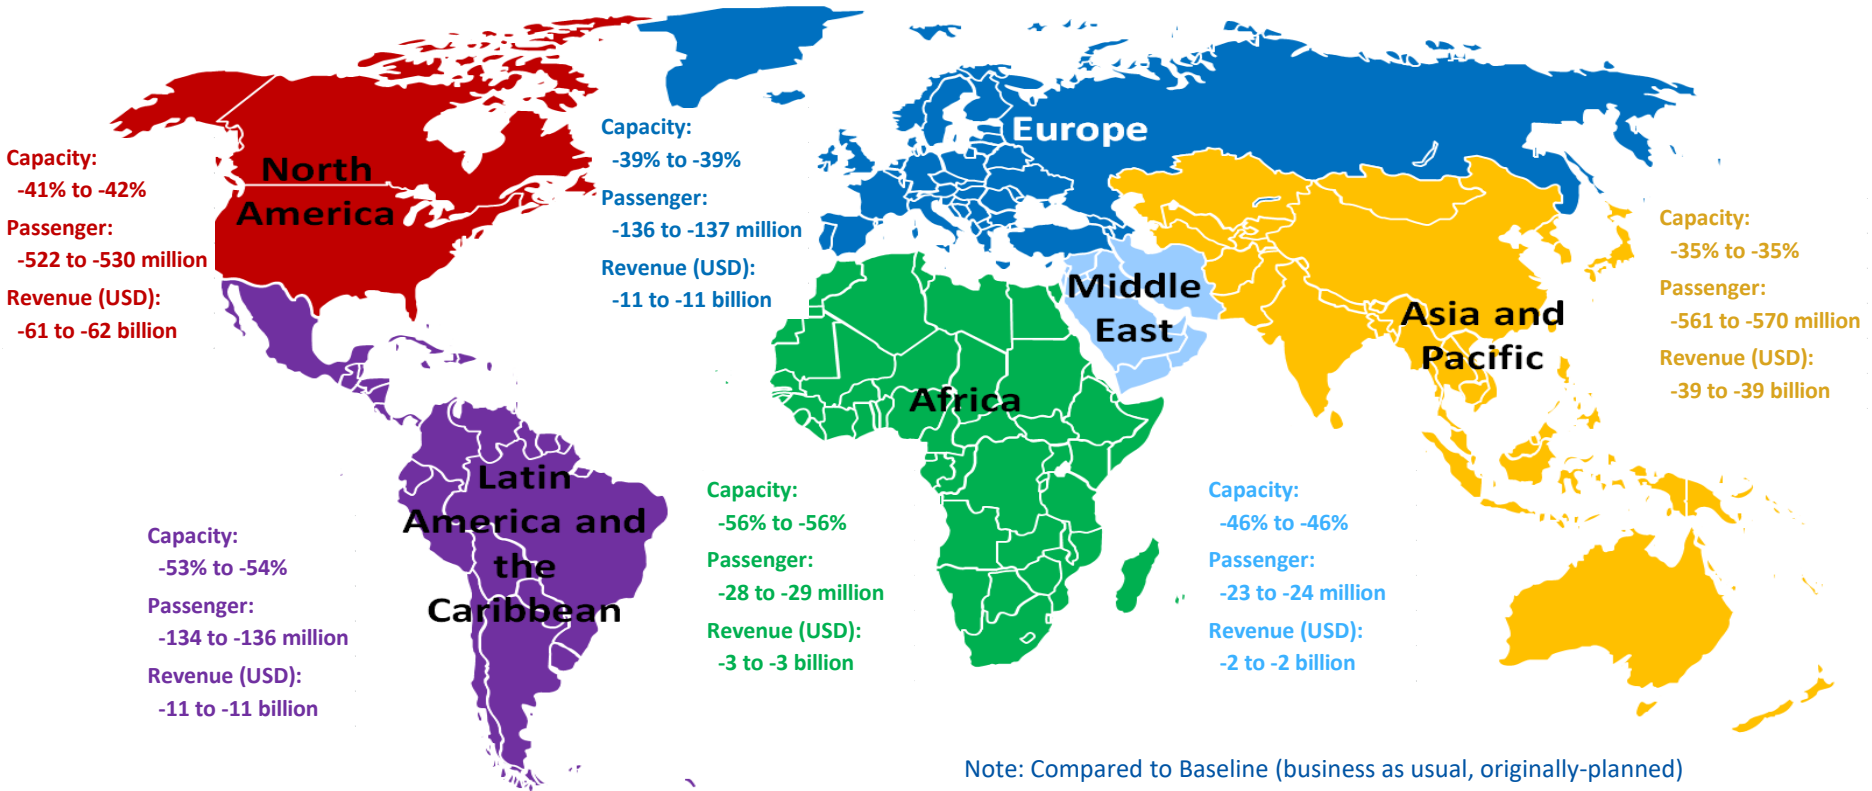 Capacity:
-41% to -42%
Passenger:
-522 to -530 million
Revenue (USD):
-61 to -62 billion
North
America
Capacity:
-39% to -39%
Passenger:
-136 to -137 million
Revenue (USD):
-11 to -11 billion
Europe
Middle
East
Asia and
Pacific
Capacity:
-35% to -35%
Passenger:
-561 to -570 million
Revenue (USD):
-39 to -39 billion
Africa
Latin
America and
the
Caribbean
Capacity:
-53% to -54%
Passenger:
-134 to -136 million
Revenue (USD):
-11 to -11 billion
Capacity:
-56% to -56%
Passenger:
-28 to -29 million
Revenue (USD):
-3 to -3 billion
Capacity:
-46% to -46%
Passenger:
-23 to -24 million
Revenue (USD):
-2 to -2 billion
Note: Compared to Baseline (business as usual, originally-planned)